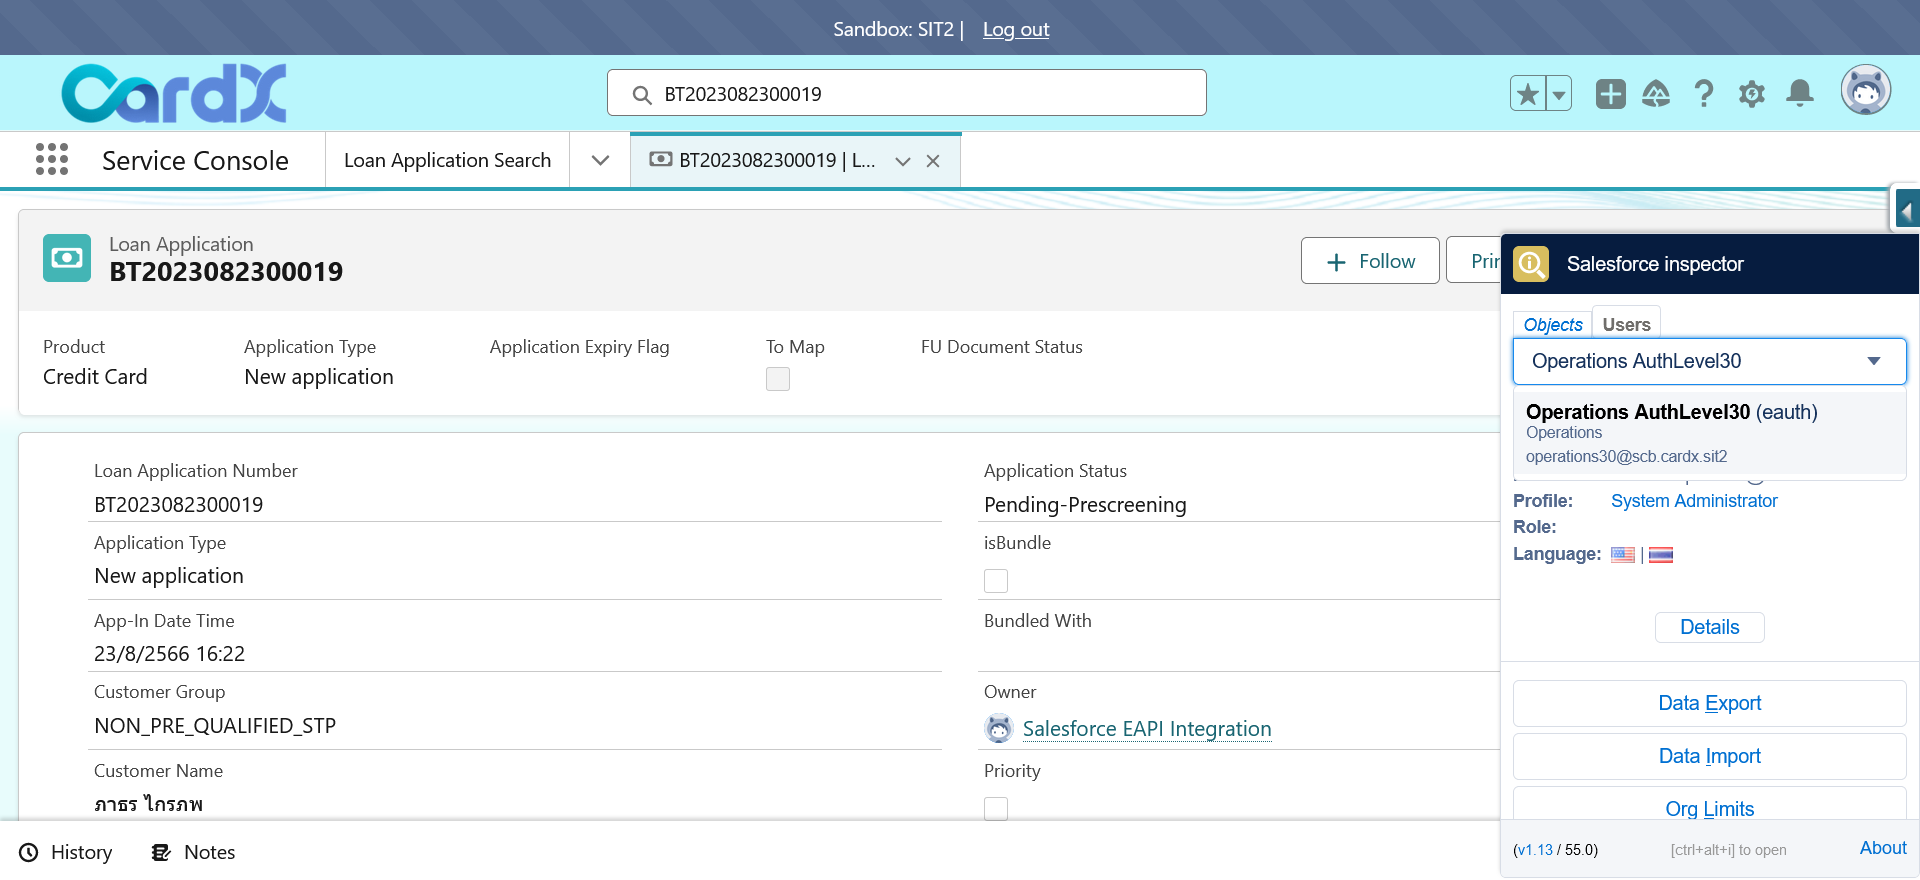 Sandbox: SIT2 | Log out
CardX
BT2023082300019
Service Console
Loan Application Search
BT2023082300019 | L...
Loan Application
BT2023082300019
Follow
Prin
Product
Credit Card
Application Type
New application
Application Expiry Flag
To Map
FU Document Status
Loan Application Number
BT2023082300019
Application Status
Pending-Prescreening
Application Type
New application
isBundle
App-In Date Time
23/8/2566 16:22
Bundled With
Customer Group
NON_PRE_QUALIFIED_STP
Owner
Salesforce EAPI Integration
Customer Name
ภาธร ไกรภพ
Priority
History
Notes
Salesforce inspector
Objects
Users
Operations AuthLevel30
Operations AuthLevel30 (eauth)
Operations
operations30@scb.cardx.sit2
Profile: System Administrator
Role:
Language: |
Details
Data Export
Data Import
Org Limits
(v1.13 / 55.0)
[ctrl+alt+i] to open
About